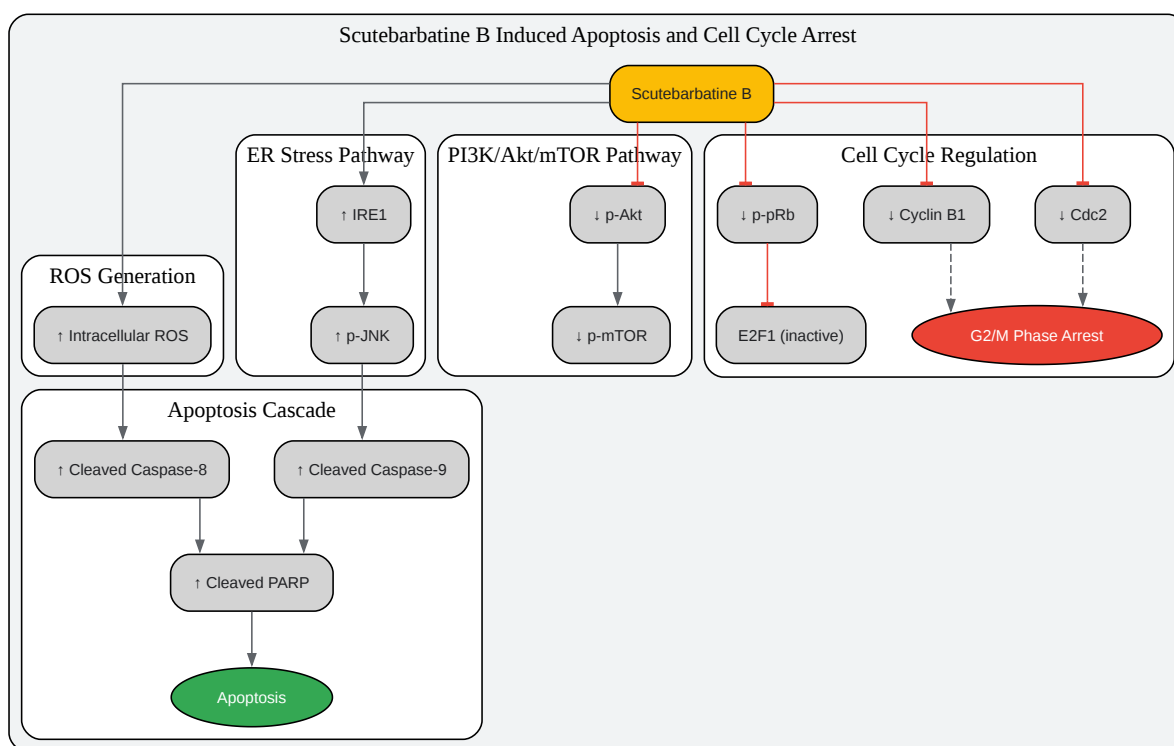 Scutebarbatine B Induced Apoptosis and Cell Cycle Arrest
Scutebarbatine B
ER Stress Pathway
PI3K/Akt/mTOR Pathway
Cell Cycle Regulation
↑ IRE1
↓ p-Akt
↓ p-pRb
↓ Cyclin B1
↓ Cdc2
ROS Generation
↑ Intracellular ROS
↑ p-JNK
↓ p-mTOR
E2F1 (inactive)
G2/M Phase Arrest
Apoptosis Cascade
↑ Cleaved Caspase-8
↑ Cleaved Caspase-9
↑ Cleaved PARP
Apoptosis